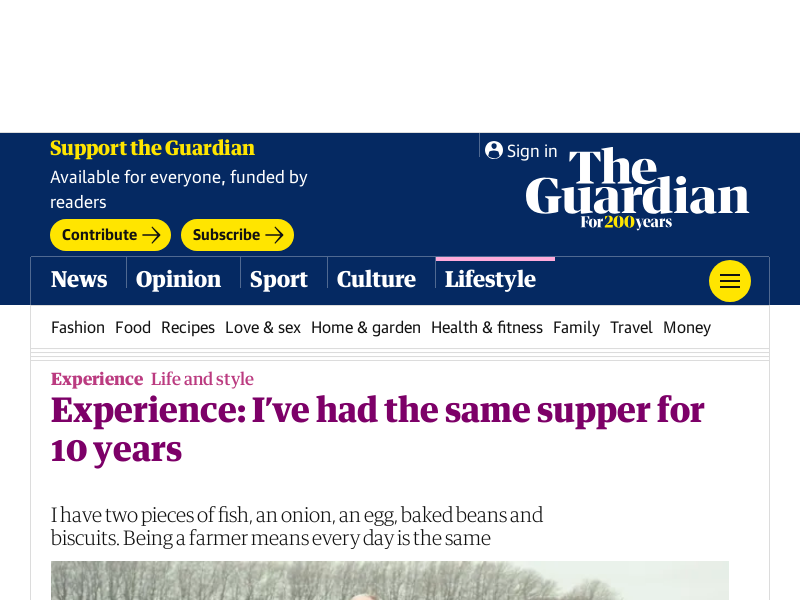 Support the Guardian
Available for everyone, funded by
readers
Contribute
Subscribe
Sign in
The
Guardian
For 200 years
News
Opinion
Sport
Culture
Lifestyle
Fashion Food Recipes Love & sex Home & garden Health & fitness Family Travel Money
Experience Life and style
Experience: I’ve had the same supper for
10 years
I have two pieces of fish, an onion, an egg, baked beans and
biscuits. Being a farmer means every day is the same